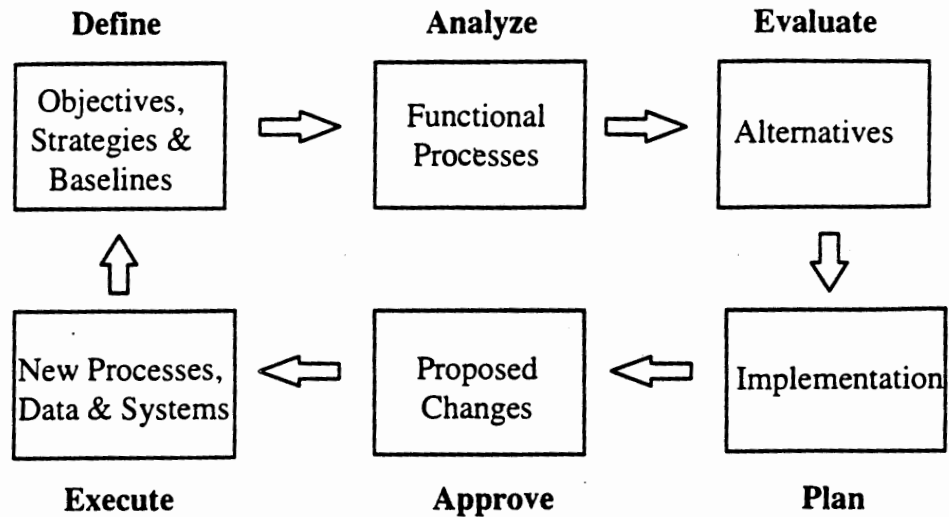 Define
Objectives,
Strategies &
Baselines
Analyze
Functional
Processes
Evaluate
Alternatives
Implementation
Plan
Proposed
Changes
Approve
New Processes,
Data & Systems
Execute